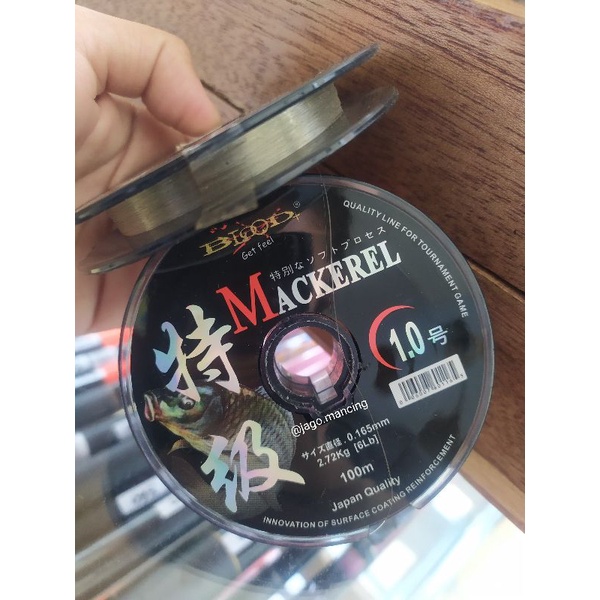 BLOOD®
Get feel
特別なソフトプロセス
MACKEREL
QUALITY LINE FOR TOURNAMENT GAME
1.0号
特級
@jago.mancing
サイズ直径. 0.165mm
2.72Kg [6Lb]
100m
Japan Quality
INNOVATION OF SURFACE COATING REINFORCEMENT